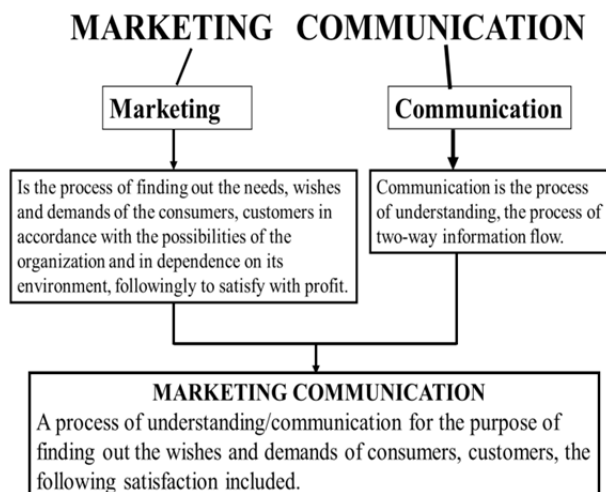 MARKETING COMMUNICATION
Marketing
Communication
Is the process of finding out the needs, wishes
and demands of the consumers, customers in
accordance with the possibilities of the
organization and in dependence on its
environment, followingly to satisfy with profit.
Communication is the process
of understanding, the process of
two-way information flow.
MARKETING COMMUNICATION
A process of understanding/communication for the purpose of
finding out the wishes and demands of consumers, customers, the
following satisfaction included.